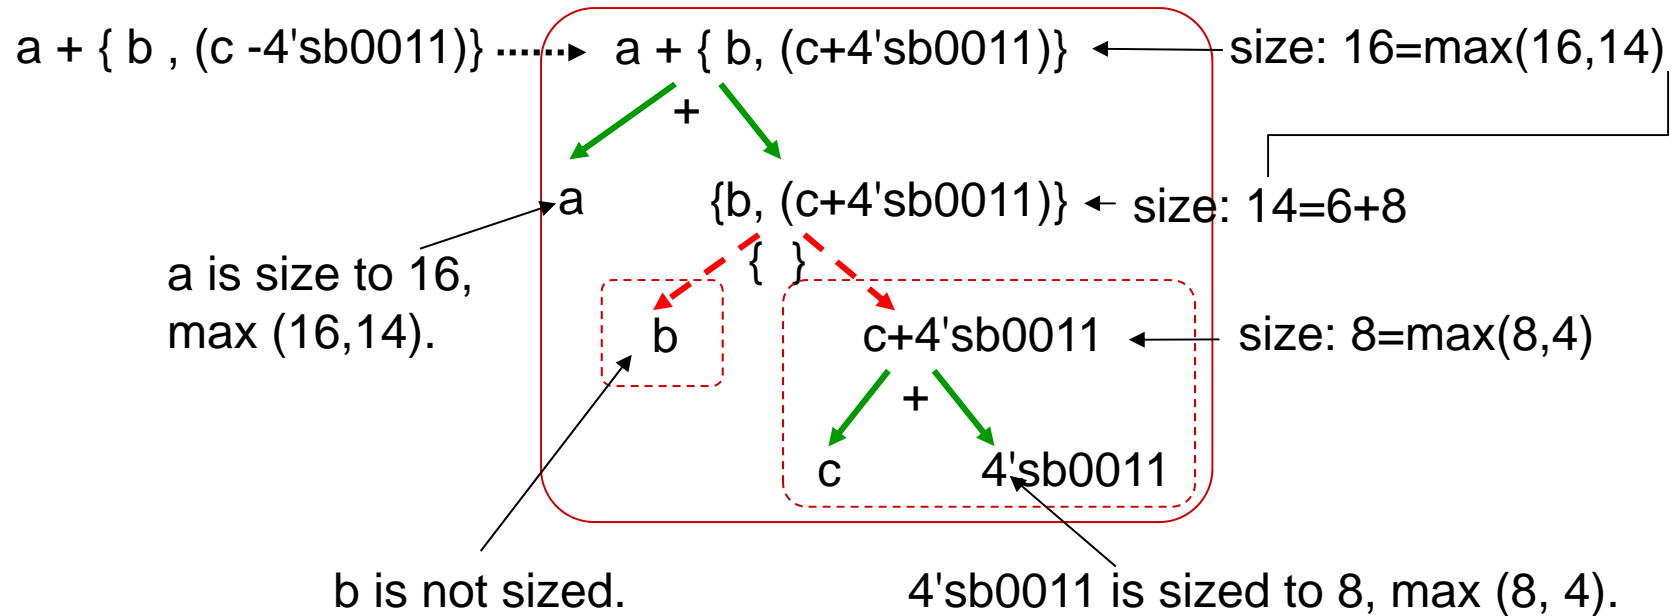 a + { b , (c -4'sb0011)}
a + { b, (c+4'sb0011)}
size: 16=max(16,14)
+
a
{b, (c+4'sb0011)}
size: 14=6+8
{ }
a is size to 16,
max (16,14).
b
c+4'sb0011
size: 8=max(8,4)
+
c
4'sb0011
b is not sized.
4'sb0011 is sized to 8, max (8, 4).